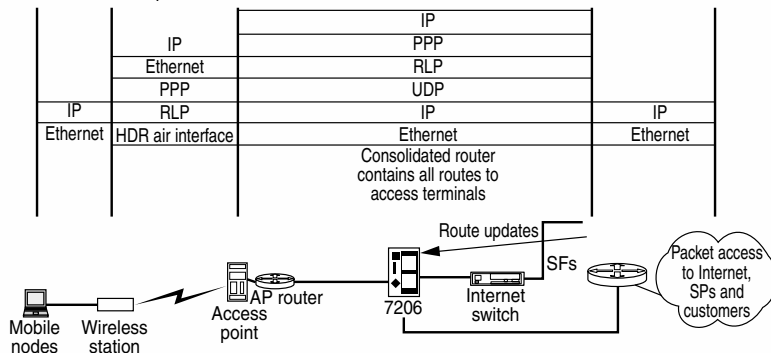 IP
IP
PPP
Ethernet
RLP
PPP
UDP
IP
RLP
IP
IP
Ethernet
HDR air interface
Ethernet
Ethernet
Consolidated router
contains all routes to
access terminals
Route updates
SFs
Packet access
to Internet,
SPs and
customers
AP router
Access
point
7206
Internet
switch
Mobile
nodes
Wireless
station